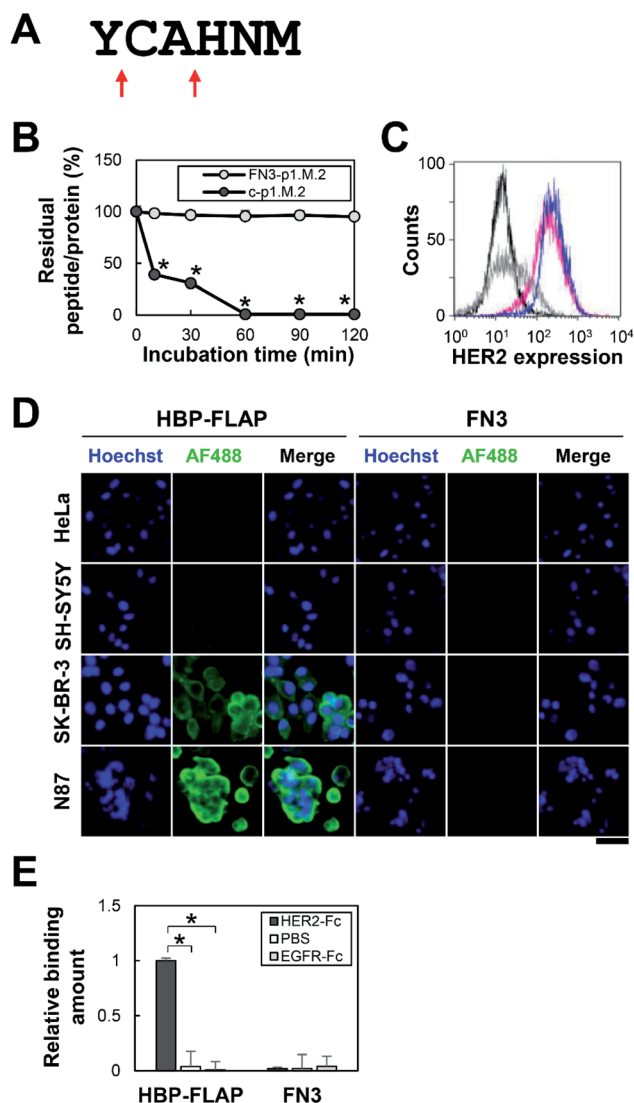 A
YCAHNM
B
Residual
peptide/protein (%)
150
100
50
0
FN3-p1.M.2
c-p1.M.2
*
*
*
*
*
0
30
60
90
120
Incubation time (min)
C
Counts
100
50
0
10⁰
10¹
10²
10³
10⁴
HER2 expression
D
HBP-FLAP
FN3
Hoechst
AF488
Merge
Hoechst
AF488
Merge
HeLa
SH-SY5Y
SK-BR-3
N87
E
Relative binding
amount
1.5
1
0.5
0
*
*
HER2-Fc
PBS
EGFR-Fc
HBP-FLAP
FN3